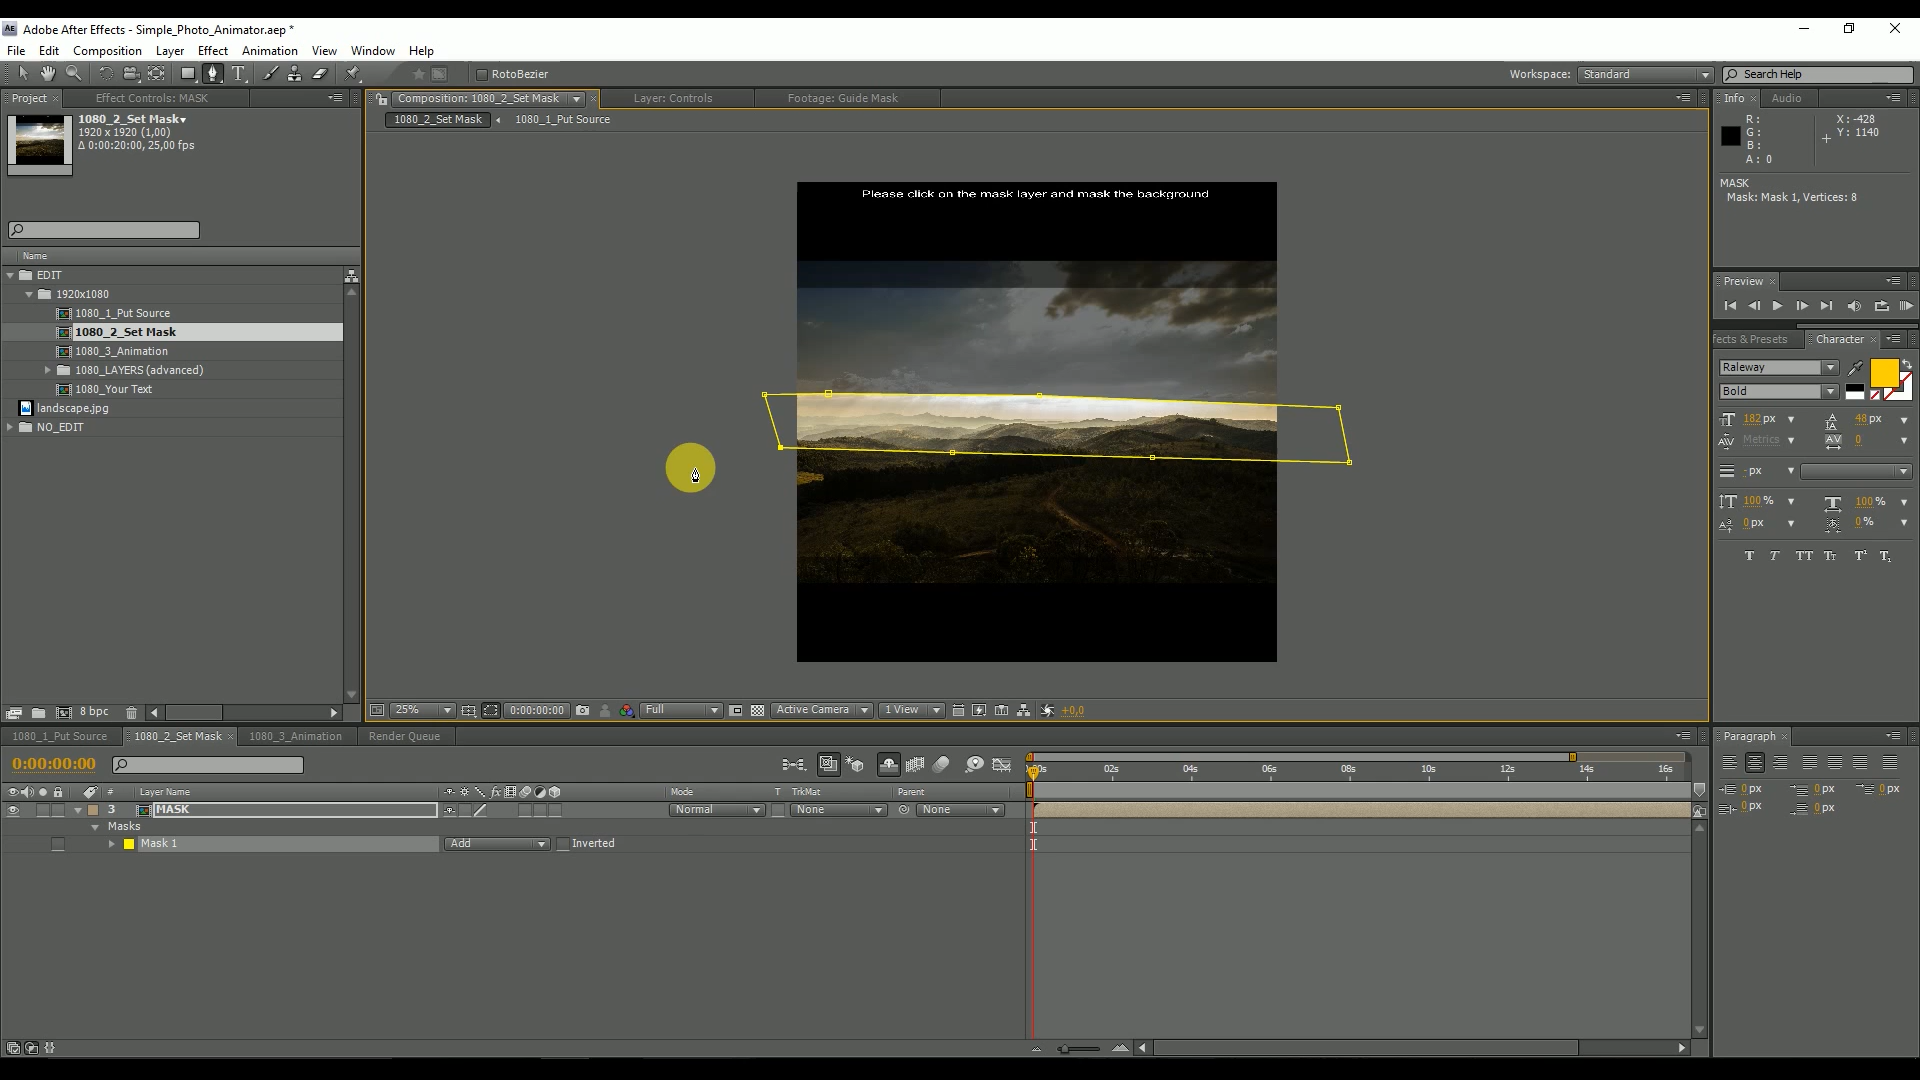 Adobe After Effects - Simple_Photo_Animator.aep *
File Edit Composition Layer Effect Animation View Window Help
RotoBezier
Workspace: Standard
Search Help
Project
Effect Controls: MASK
Composition: 1080_2_Set Mask
Layer: Controls
Footage: Guide Mask
Info
Audio
1080_2_Set Mask
1920 x 1920 (1,00)
Δ 0:00:20:00, 25,00 fps
1080_2_Set Mask
1080_1_Put Source
R :
G :
B :
A : 0
X : -428
Y : 1140
MASK
Mask: Mask 1, Vertices: 8
Please click on the mask layer and mask the background
Name
EDIT
1920x1080
1080_1_Put Source
1080_2_Set Mask
1080_3_Animation
1080_LAYERS (advanced)
1080_Your Text
landscape.jpg
NO_EDIT
Preview
fects & Presets
Character
Raleway
Bold
182 px
48 px
Metrics
0
- px
100 %
100 %
0 px
0 %
T T TT Tr T¹ T₁
8 bpc
25%
0:00:00:00
Full
Active Camera
1 View
+0,0
1080_1_Put Source
1080_2_Set Mask
1080_3_Animation
Render Queue
Paragraph
0:00:00:00
00s 02s 04s 06s 08s 10s 12s 14s 16s
# Layer Name
Mode
T TrkMat
Parent
3 MASK
Normal
None
None
Masks
Mask 1
Add
Inverted
0 px
0 px
0 px
0 px
0 px